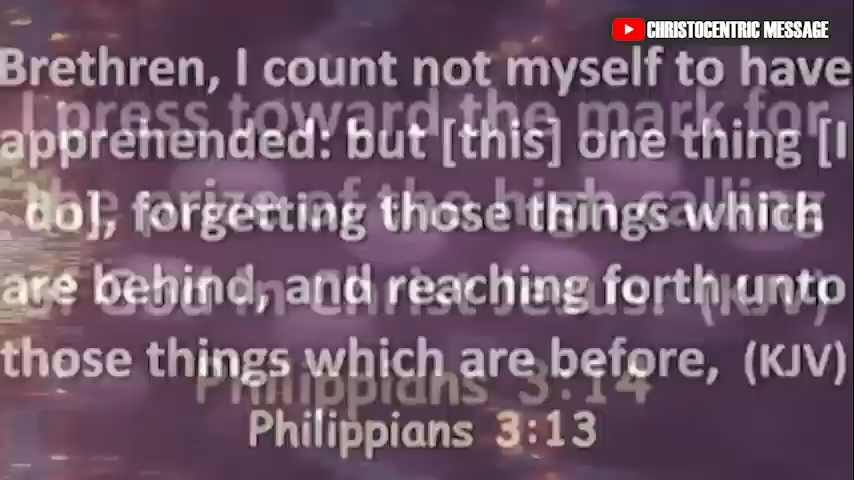 CHRISTOCENTRIC MESSAGE
Brethren, I count not myself to have
I press toward the mark for
apprehended: but [this] one thing [I
the prize of the high calling
do], forgetting those things which
of God in Christ Jesus. (KJV)
are behind, and reaching forth unto
those things which are before, (KJV)
Philippians 3:14
Philippians 3:13